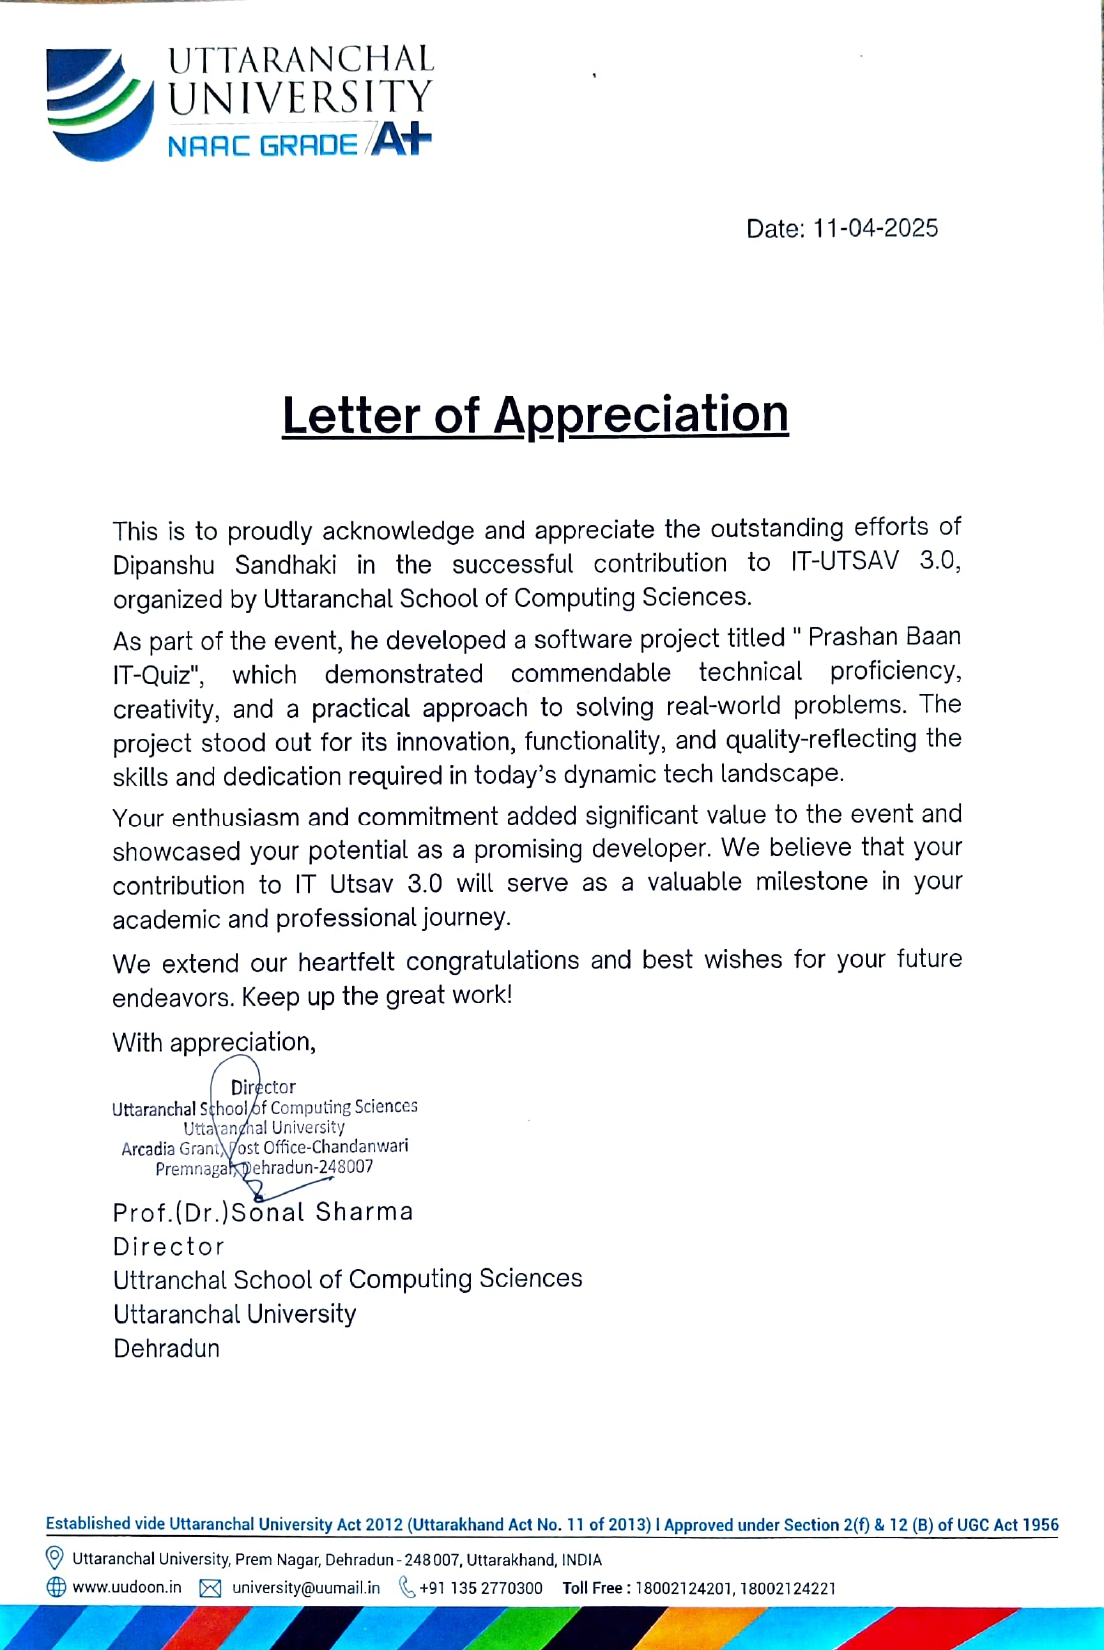 UTTARANCHAL
UNIVERSITY
NAAC GRADE A+
Date: 11-04-2025
Letter of Appreciation
This is to proudly acknowledge and appreciate the outstanding efforts of
Dipanshu Sandhaki in the successful contribution to IT-UTSAV 3.0,
organized by Uttaranchal School of Computing Sciences.
As part of the event, he developed a software project titled " Prashan Baan
IT-Quiz", which demonstrated commendable technical proficiency,
creativity, and a practical approach to solving real-world problems. The
project stood out for its innovation, functionality, and quality-reflecting the
skills and dedication required in today's dynamic tech landscape.
Your enthusiasm and commitment added significant value to the event and
showcased your potential as a promising developer. We believe that your
contribution to IT Utsav 3.0 will serve as a valuable milestone in your
academic and professional journey.
We extend our heartfelt congratulations and best wishes for your future
endeavors. Keep up the great work!
With appreciation,
Director
Uttaranchal School of Computing Sciences
Uttaranchal University
Arcadia Grant, Post Office-Chandanwari
Premnagar, Dehradun-248007
Prof.(Dr.)Sonal Sharma
Director
Uttranchal School of Computing Sciences
Uttaranchal University
Dehradun
Established vide Uttaranchal University Act 2012 (Uttarakhand Act No. 11 of 2013) I Approved under Section 2(f) & 12 (B) of UGC Act 1956
Uttaranchal University, Prem Nagar, Dehradun - 248 007, Uttarakhand, INDIA
www.uudoon.in university@uumail.in +91 135 2770300 Toll Free : 18002124201, 18002124221